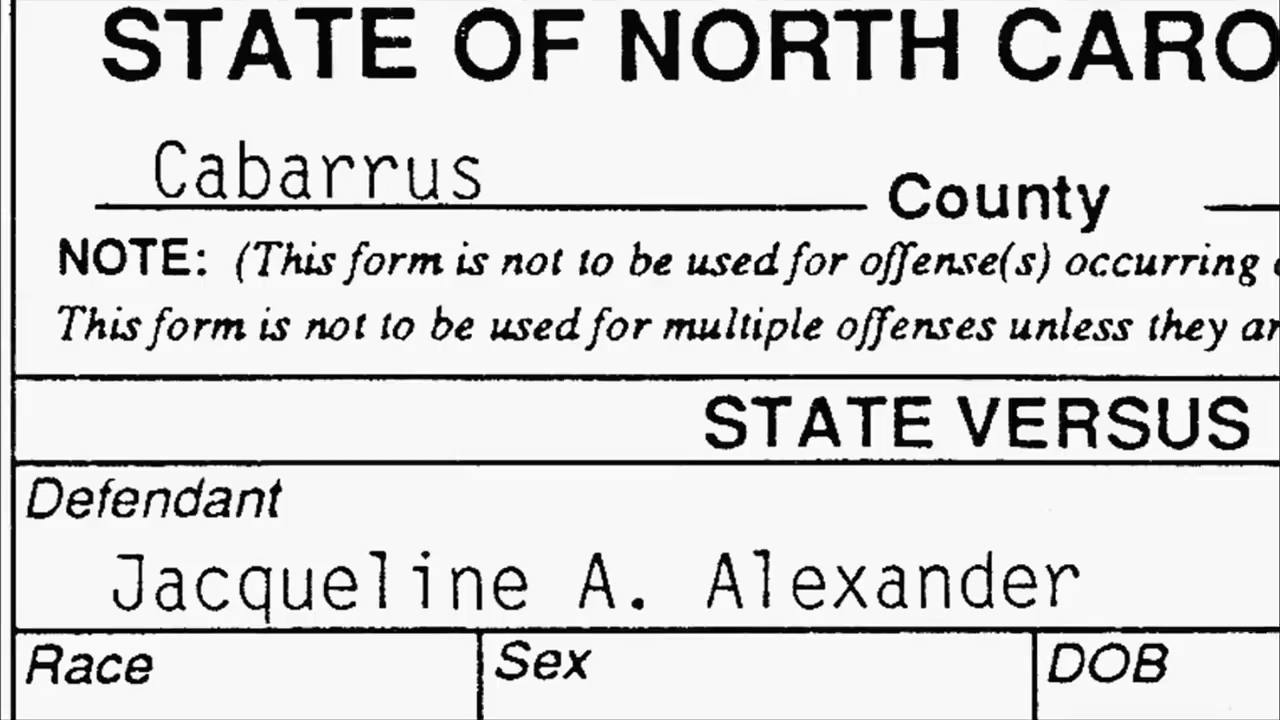 STATE OF NORTH CARO
Cabarrus County
NOTE: (This form is not to be used for offense(s) occurring
This form is not to be used for multiple offenses unless they ar
STATE VERSUS
Defendant
Jacqueline A. Alexander
Race Sex DOB